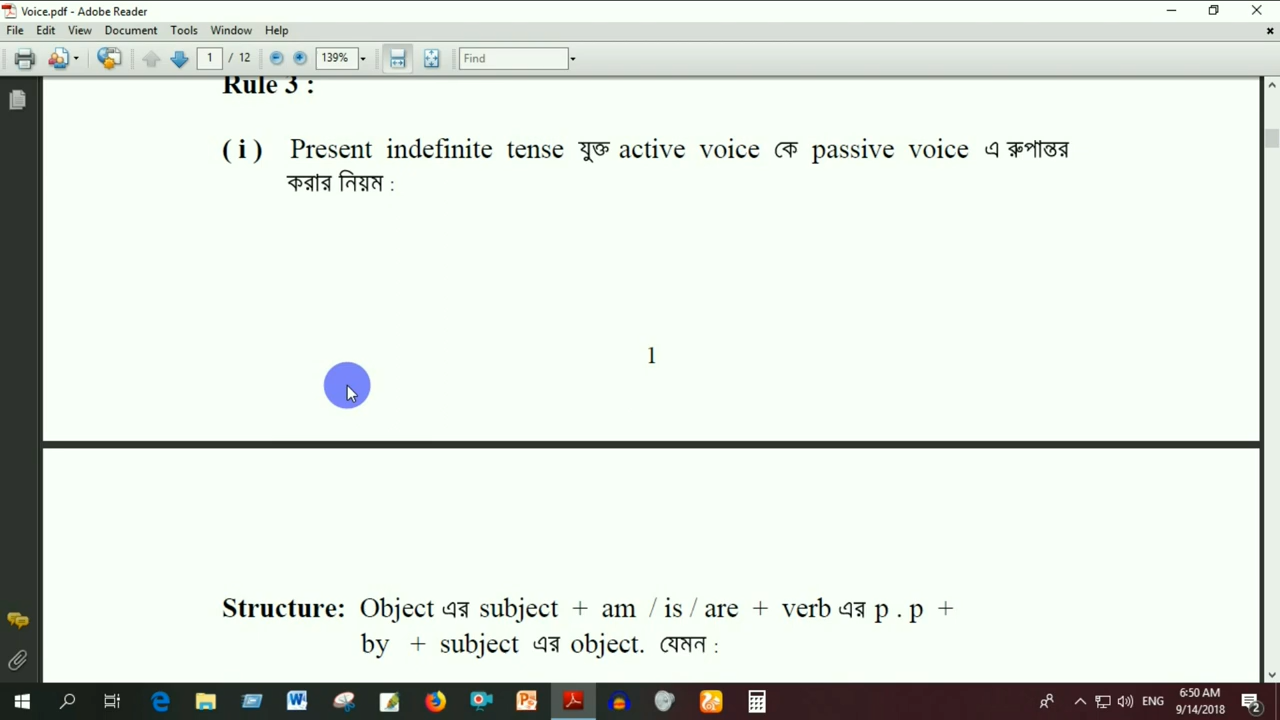 Voice.pdf - Adobe Reader
File Edit View Document Tools Window Help
1 / 12 139% Find
Rule 3 :
( i ) Present indefinite tense যুক্ত active voice কে passive voice এ রুপান্তর
করার নিয়ম :
1
Structure: Object এর subject + am / is / are + verb এর p . p +
by + subject এর object. যেমন :
ENG
6:50 AM
9/14/2018
2